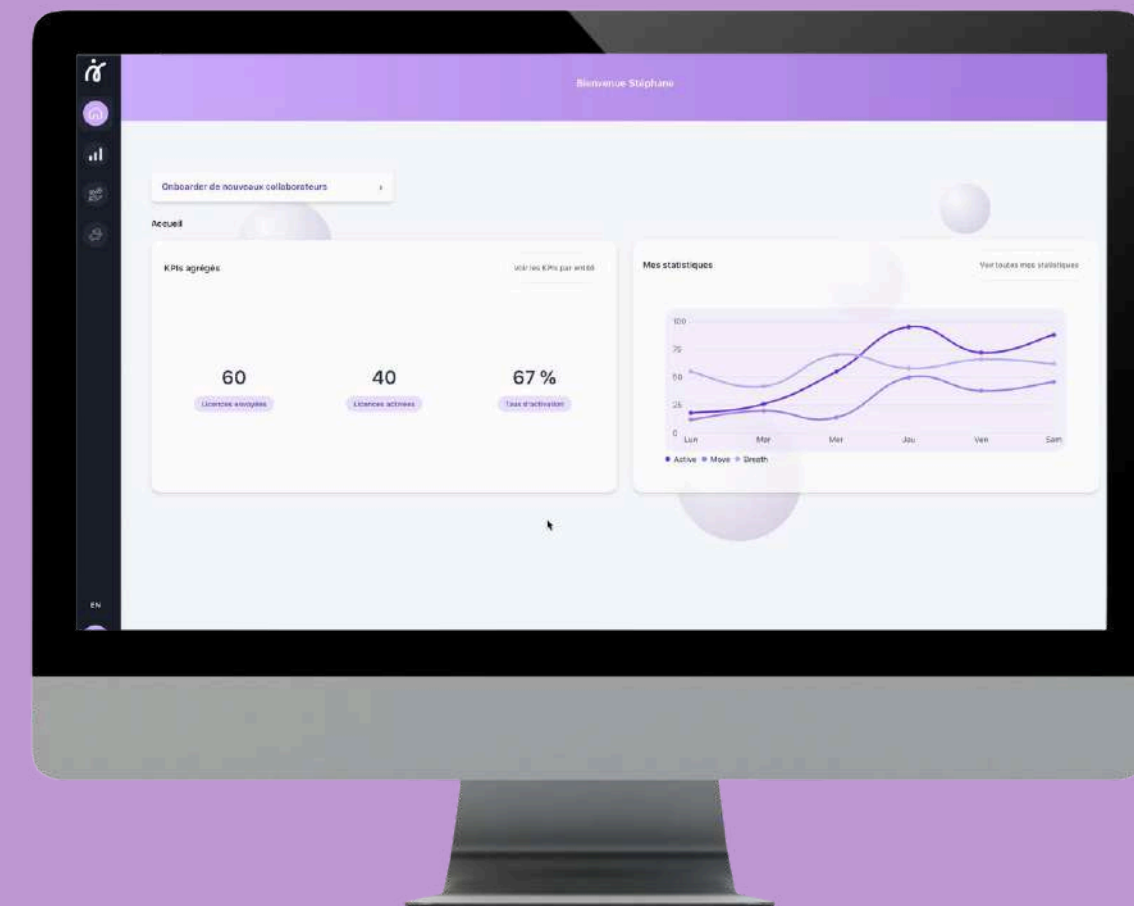 Bienvenue Stéphane
Onboarder de nouveaux collaborateurs
Accueil
KPIs agrégés
Voir les KPIs par entité
60
40
67 %
Licences envoyées
Licences activées
Taux d'activation
Mes statistiques
Voir toutes mes statistiques
100
75
50
25
0
Lun Mar Mer Jeu Ven Sam
Active Move Breath
EN